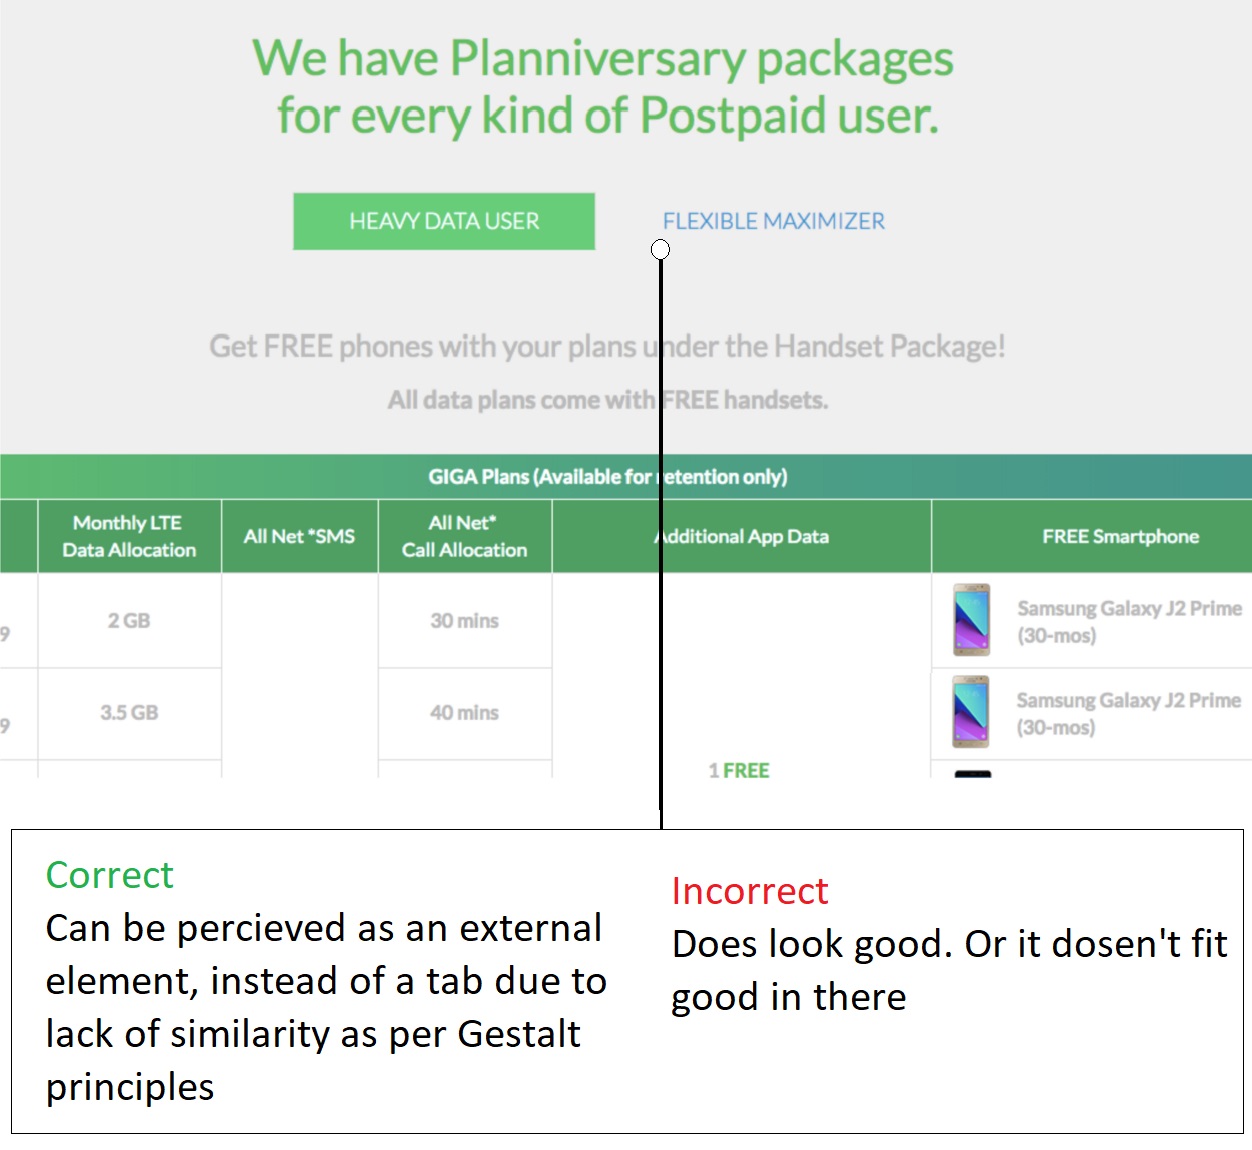 We have Planniversary packages
for every kind of Postpaid user.
HEAVY DATA USER
FLEXIBLE MAXIMIZER
Get FREE phones with your plans under the Handset Package!
All data plans come with FREE handsets.
GIGA Plans (Available for retention only)
Monthly LTE
Data Allocation
All Net *SMS
All Net*
Call Allocation
Additional App Data
FREE Smartphone
9
2 GB
30 mins
Samsung Galaxy J2 Prime
(30-mos)
9
3.5 GB
40 mins
Samsung Galaxy J2 Prime
(30-mos)
1 FREE
Correct
Can be percieved as an external
element, instead of a tab due to
lack of similarity as per Gestalt
principles
Incorrect
Does look good. Or it dosen't fit
good in there